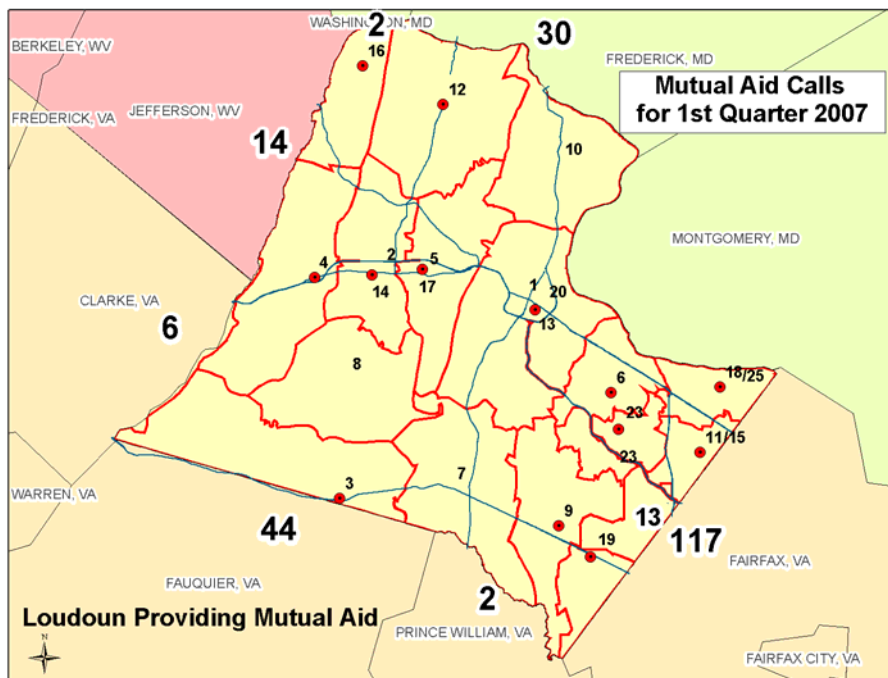 WASHINGTON, MD
2
30
BERKELEY, WV
16
FREDERICK, MD
Mutual Aid Calls
for 1st Quarter 2007
12
JEFFERSON, WV
FREDERICK, VA
14
10
MONTGOMERY, MD
2
5
4
14
17
CLARKE, VA
1
20
6
13
8
18/25
6
23
11/15
23
7
3
WARREN, VA
9
13
44
117
19
FAIRFAX, VA
FAUQUIER, VA
2
Loudoun Providing Mutual Aid
PRINCE WILLIAM, VA
N
FAIRFAX CITY, VA